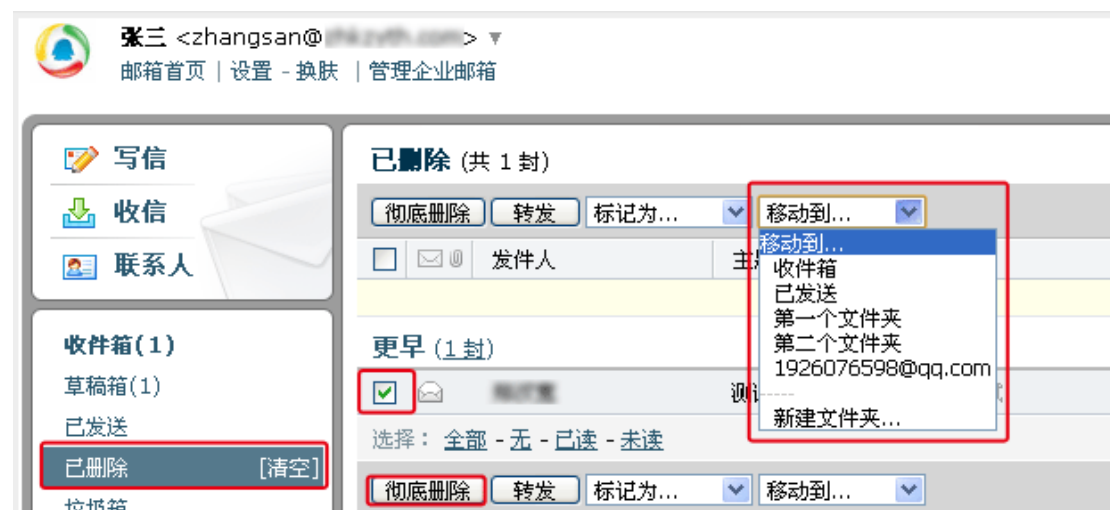 张三 <zhangsan@ >
邮箱首页 | 设置 - 换肤 | 管理企业邮箱
写信
收信
联系人
收件箱(1)
草稿箱(1)
已发送
已删除 [清空]
垃圾箱
已删除 (共 1 封)
彻底删除 转发 标记为... 移动到...
发件人
移动到...
收件箱
已发送
第一个文件夹
第二个文件夹
1926076598@qq.com
-----
新建文件夹...
更早 (1 封)
选择： 全部 - 无 - 已读 - 未读
彻底删除 转发 标记为... 移动到...